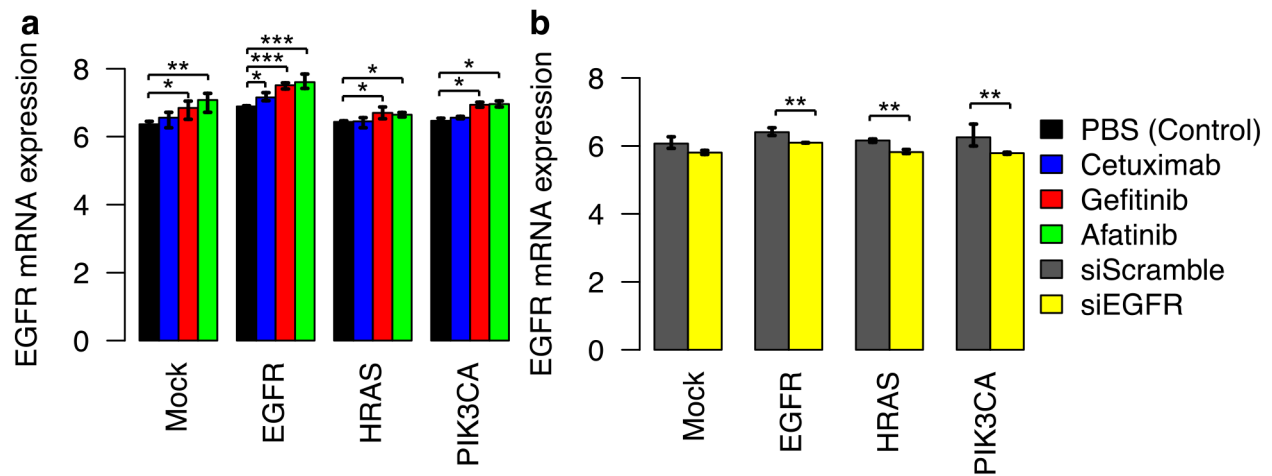 a
EGFR mRNA expression
8
6
4
2
0
**
*
***
***
*
*
*
*
*
Mock
EGFR
HRAS
PIK3CA
b
EGFR mRNA expression
8
6
4
2
0
**
**
**
Mock
EGFR
HRAS
PIK3CA
PBS (Control)
Cetuximab
Gefitinib
Afatinib
siScramble
siEGFR